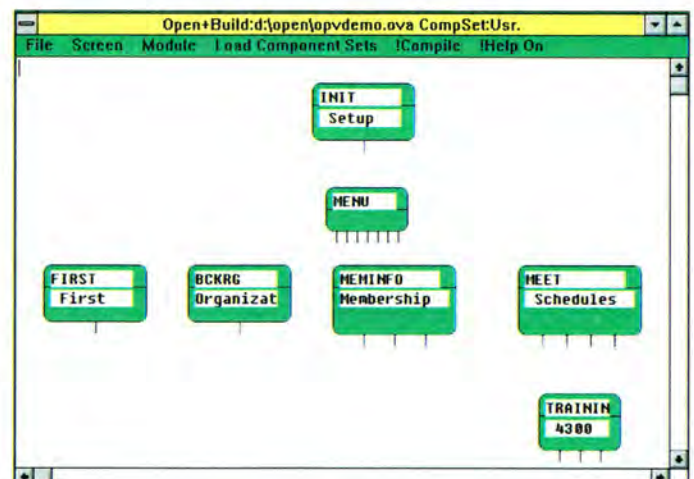 Open+Build:d:\open\opvdemo.ova CompSet:Usr.
File Screen Module Load Component Sets !Compile !Help On
INIT
Setup
MENU
FIRST
First
BCKRG
Organizat
MEMINFO
Membership
MEET
Schedules
TRAININ
4300